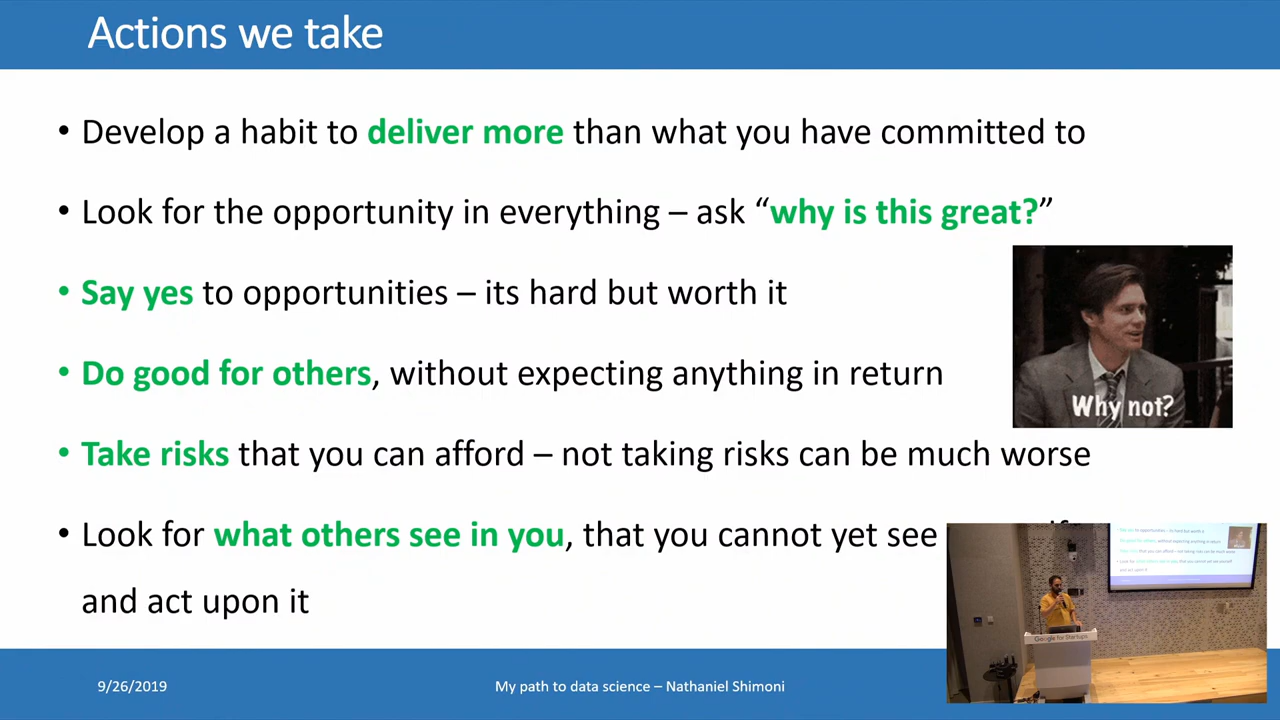 Actions we take
• Develop a habit to deliver more than what you have committed to
• Look for the opportunity in everything – ask “why is this great?”
• Say yes to opportunities – its hard but worth it
Why not?
• Do good for others, without expecting anything in return
• Take risks that you can afford – not taking risks can be much worse
• Look for what others see in you, that you cannot yet see
and act upon it
Google for Startups
9/26/2019
My path to data science – Nathaniel Shimoni